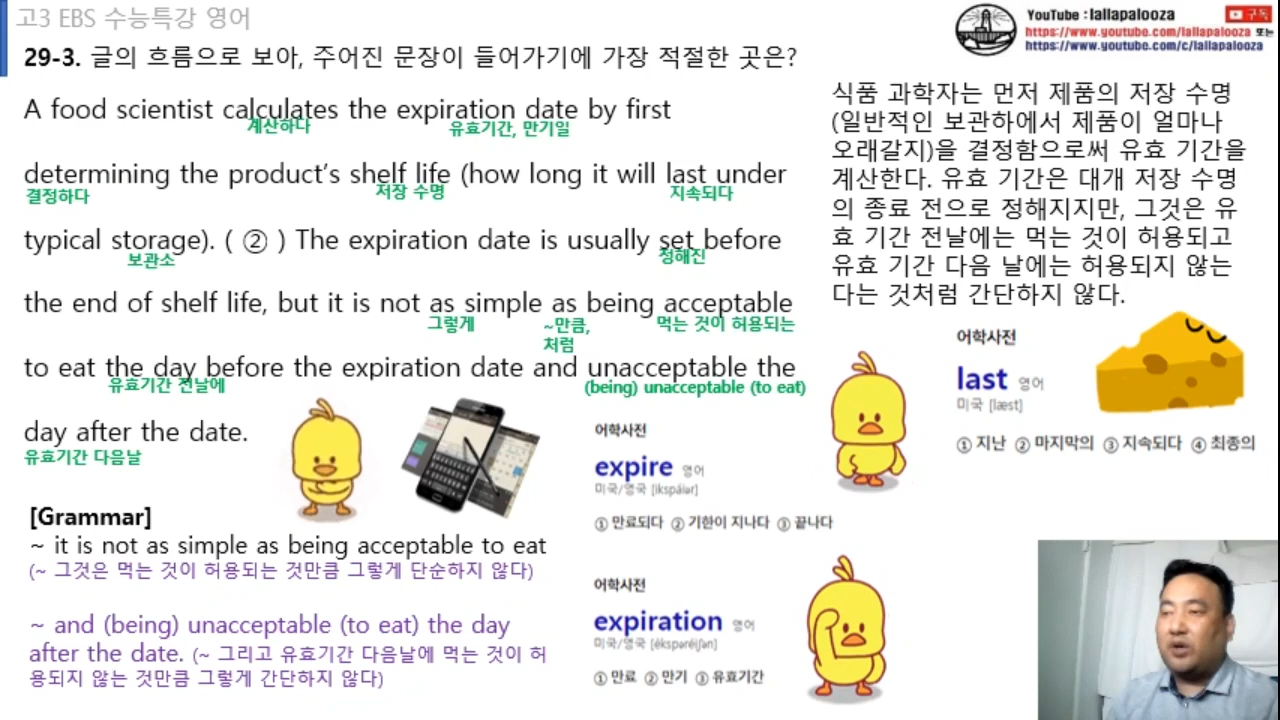 고3 EBS 수능특강 영어
YouTube : lallapalooza
구독
https://www.youtube.com/lallapalooza 또는
https://www.youtube.com/c/lallapalooza
29-3. 글의 흐름으로 보아, 주어진 문장이 들어가기에 가장 적절한 곳은?
A food scientist calculates the expiration date by first
계산하다 유효기간, 만기일
determining the product's shelf life (how long it will last under
결정하다 저장 수명 지속되다
typical storage). ( ② ) The expiration date is usually set before
보관소 정해진
the end of shelf life, but it is not as simple as being acceptable
그렇게 ~만큼, 처럼 먹는 것이 허용되는
to eat the day before the expiration date and unacceptable the
유효기간 전날에 (being) unacceptable (to eat)
day after the date.
유효기간 다음날
식품 과학자는 먼저 제품의 저장 수명
(일반적인 보관하에서 제품이 얼마나
오래갈지)을 결정함으로써 유효 기간을
계산한다. 유효 기간은 대개 저장 수명
의 종료 전으로 정해지지만, 그것은 유
효 기간 전날에는 먹는 것이 허용되고
유효 기간 다음 날에는 허용되지 않는
다는 것처럼 간단하지 않다.
어학사전
last 영어
미국 [læst]
① 지난 ② 마지막의 ③ 지속되다 ④ 최종의
어학사전
expire 영어
미국/영국 [ikspáiər]
① 만료되다 ② 기한이 지나다 ③ 끝나다
[Grammar]
~ it is not as simple as being acceptable to eat
(~ 그것은 먹는 것이 허용되는 것만큼 그렇게 단순하지 않다)
~ and (being) unacceptable (to eat) the day
after the date. (~ 그리고 유효기간 다음날에 먹는 것이 허
용되지 않는 것만큼 그렇게 간단하지 않다)
어학사전
expiration 영어
미국/영국 [èkspəréiʃən]
① 만료 ② 만기 ③ 유효기간